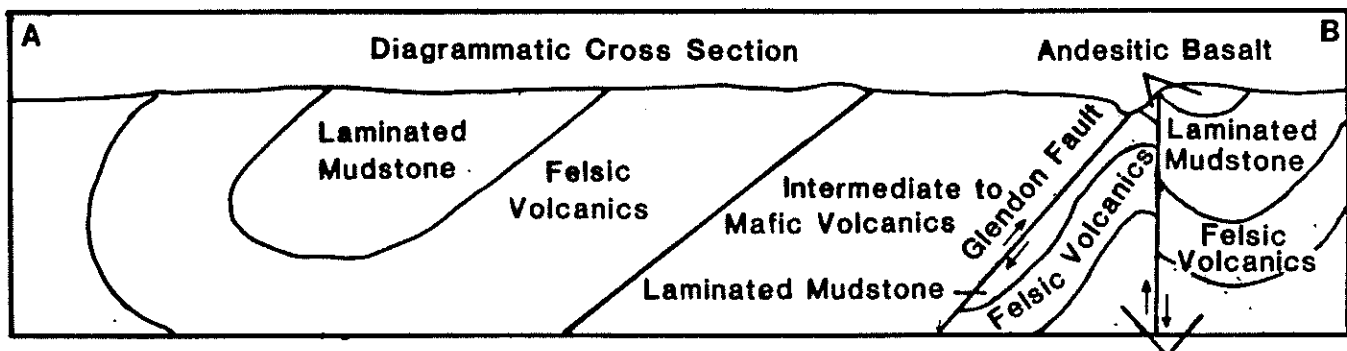 A
B
Diagrammatic Cross Section
Andesitic Basalt
Laminated
Mudstone
Felsic
Volcanics
Intermediate to
Mafic Volcanics
Glendon Fault
Laminated Mudstone
Felsic Volcanics
Laminated
Mudstone
Felsic
Volcanics